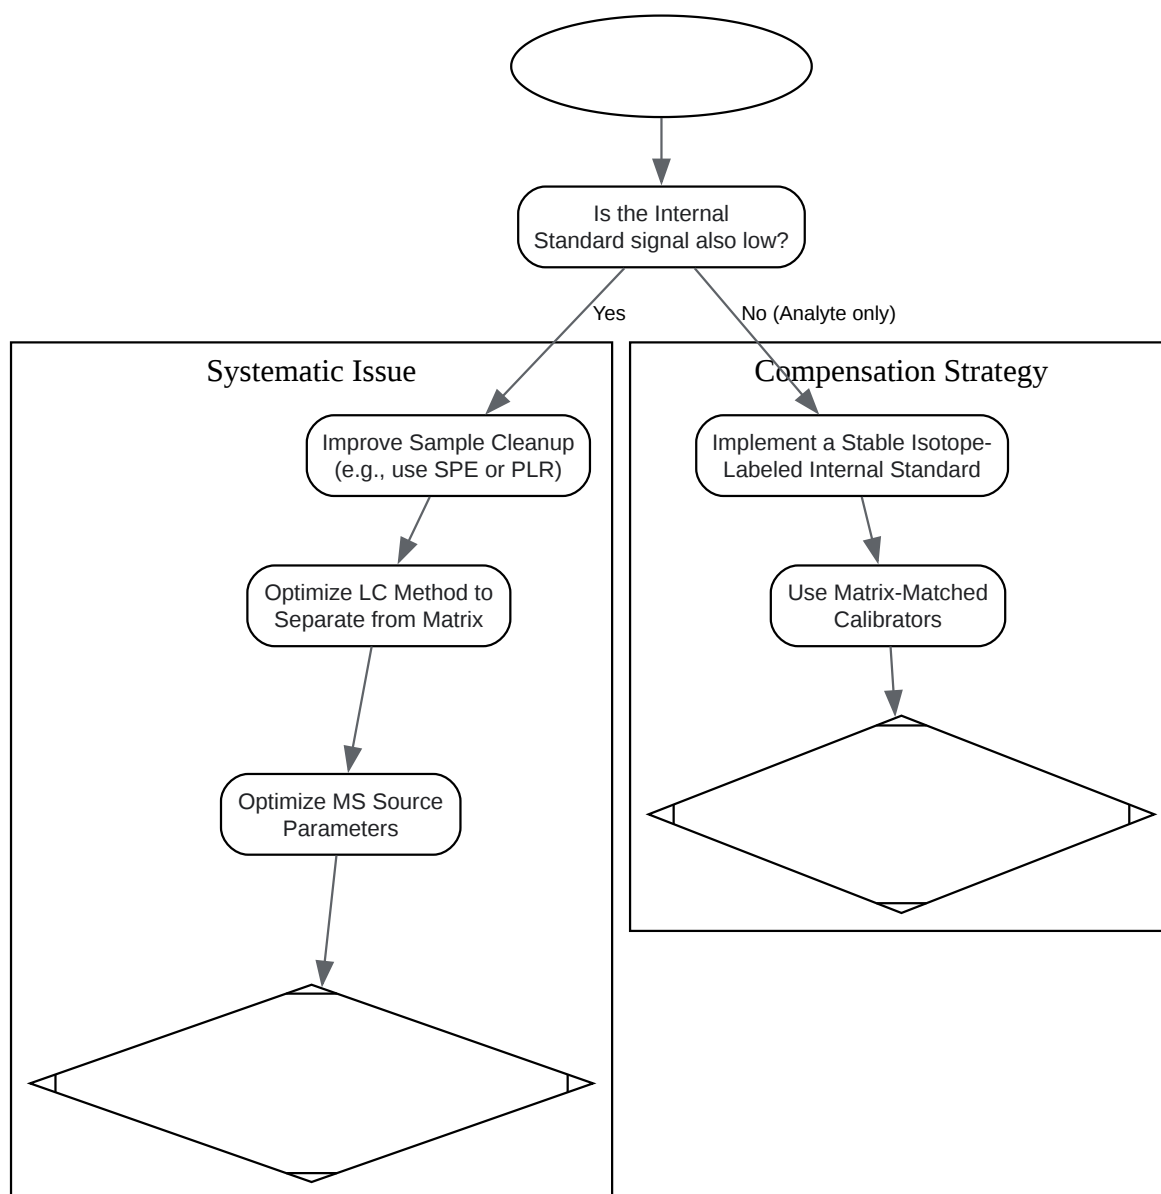 Is the Internal
Standard signal also low?
Yes
No (Analyte only)
Systematic Issue
Compensation Strategy
Improve Sample Cleanup
(e.g., use SPE or PLR)
Implement a Stable Isotope-
Labeled Internal Standard
Optimize LC Method to
Separate from Matrix
Use Matrix-Matched
Calibrators
Optimize MS Source
Parameters